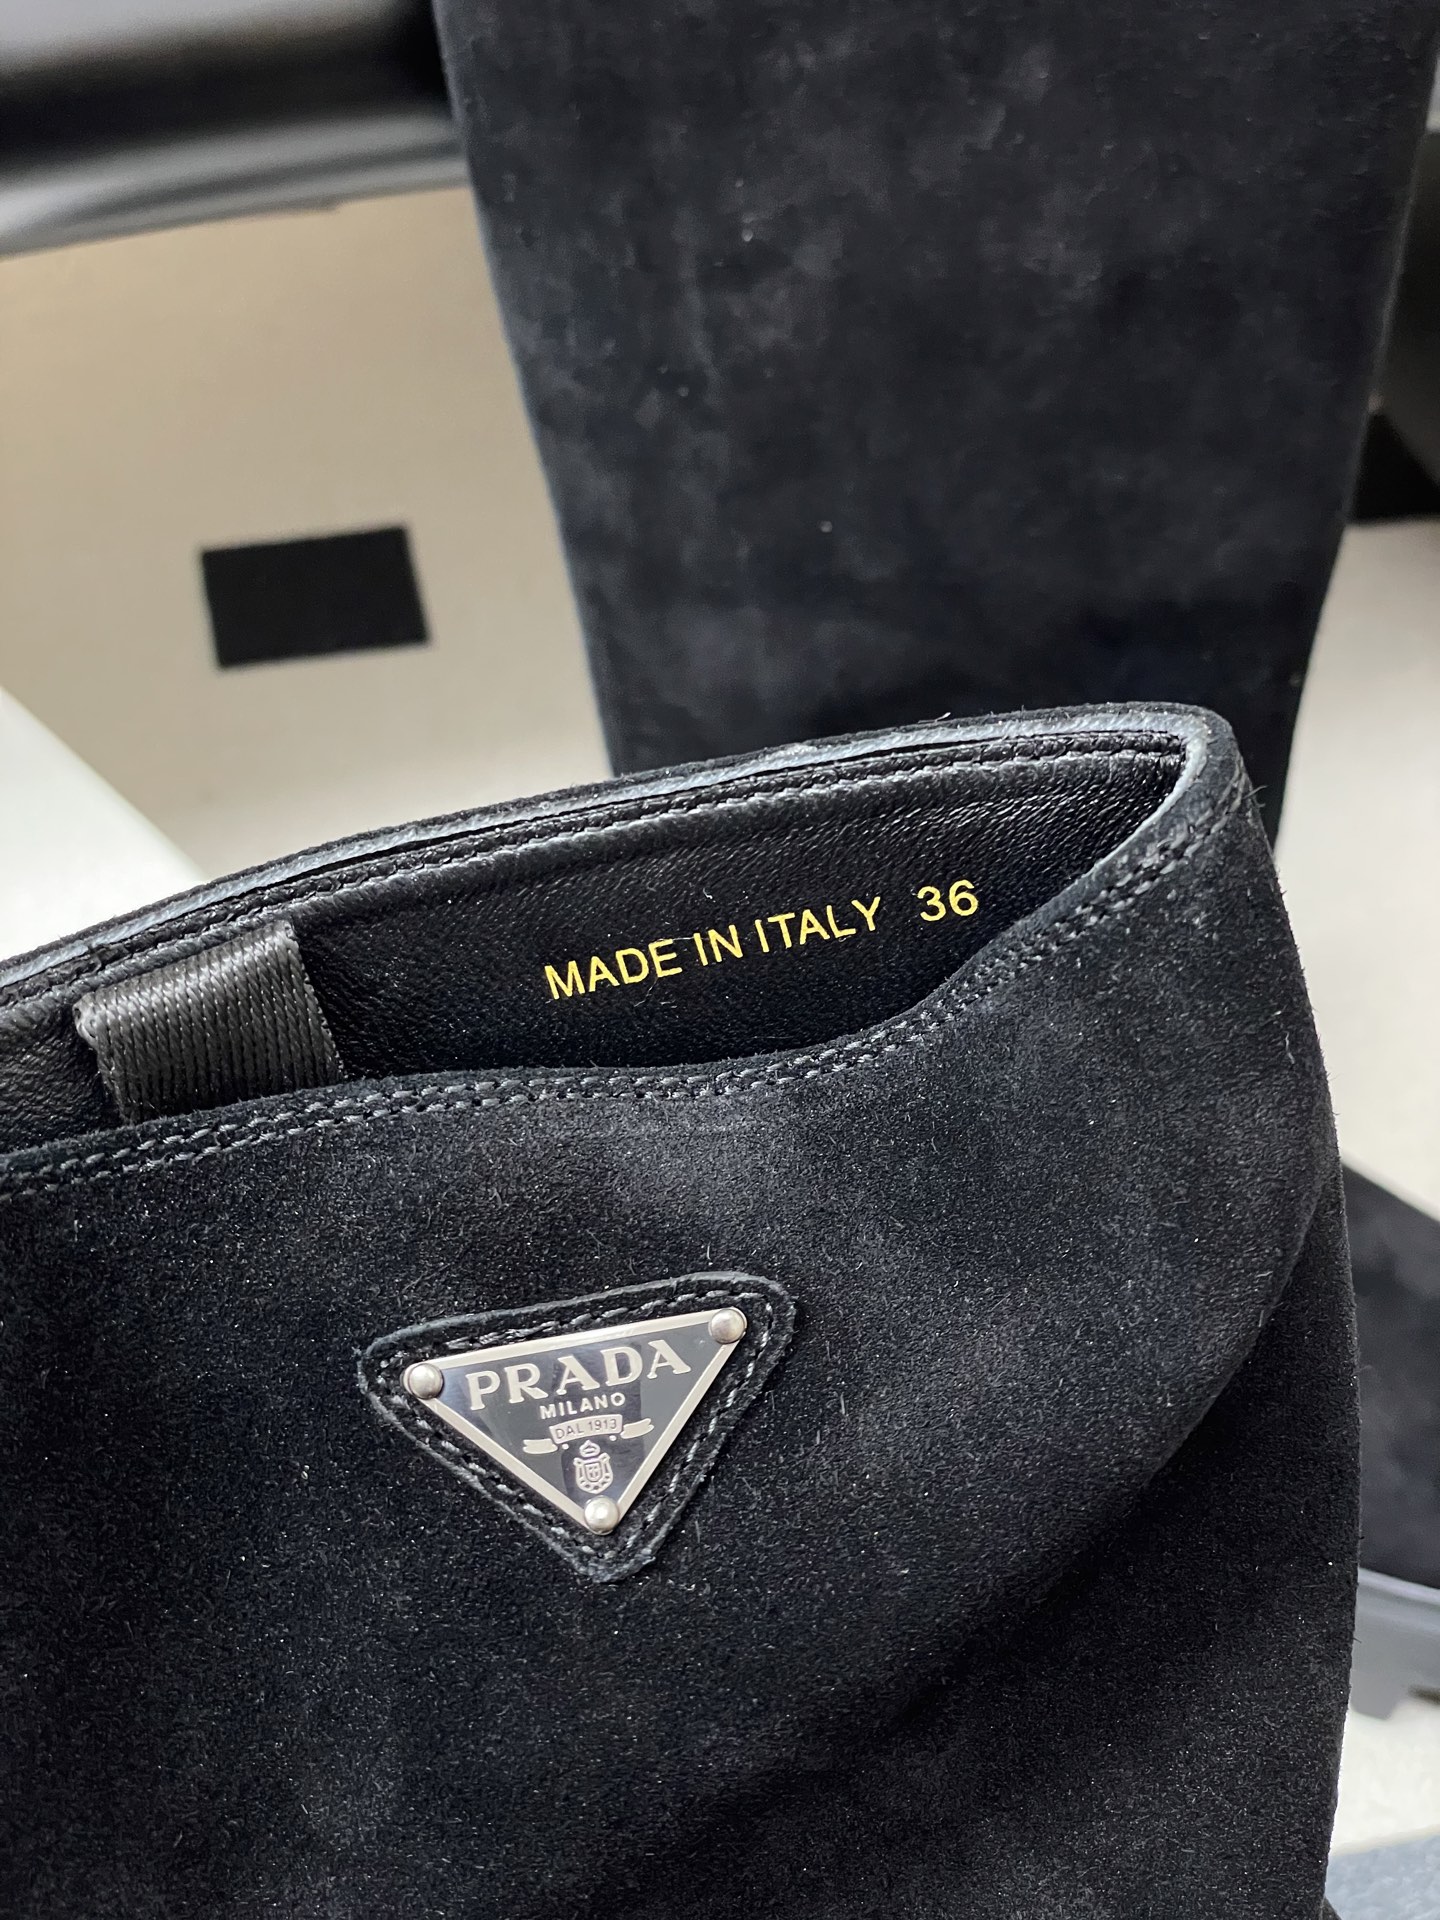 MADE IN ITALY 36
PRADA
MILANO
DAL 1913